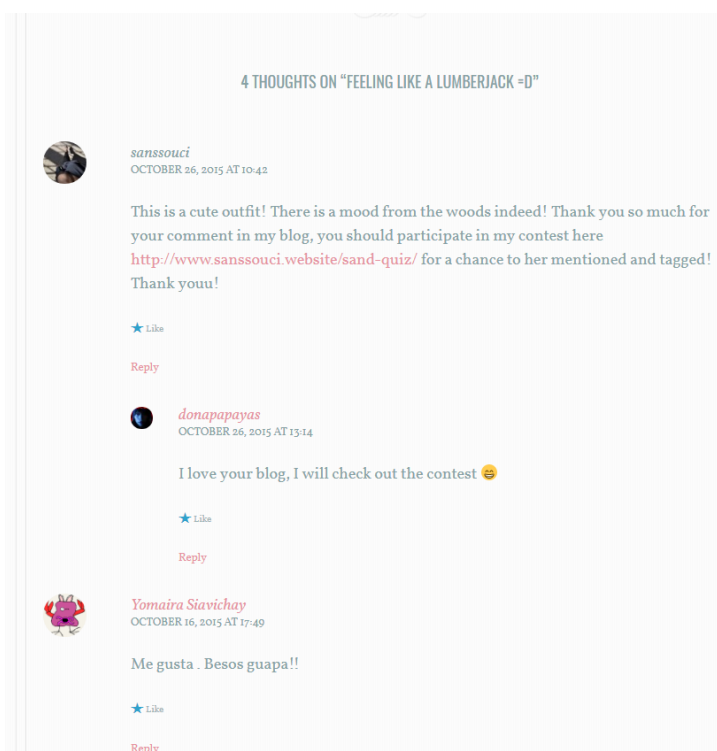 4 THOUGHTS ON “FEELING LIKE A LUMBERJACK =D”
sanssouci
OCTOBER 26, 2015 AT 10:42
This is a cute outfit! There is a mood from the woods indeed! Thank you so much for
your comment in my blog, you should participate in my contest here
http://www.sanssouci.website/sand-quiz/ for a chance to her mentioned and tagged!
Thank youu!
Like
Reply
donapapayas
OCTOBER 26, 2015 AT 13:14
I love your blog, I will check out the contest 😄
Like
Reply
Yomaira Siavichay
OCTOBER 16, 2015 AT 17:49
Me gusta . Besos guapa!!
Like
Reply